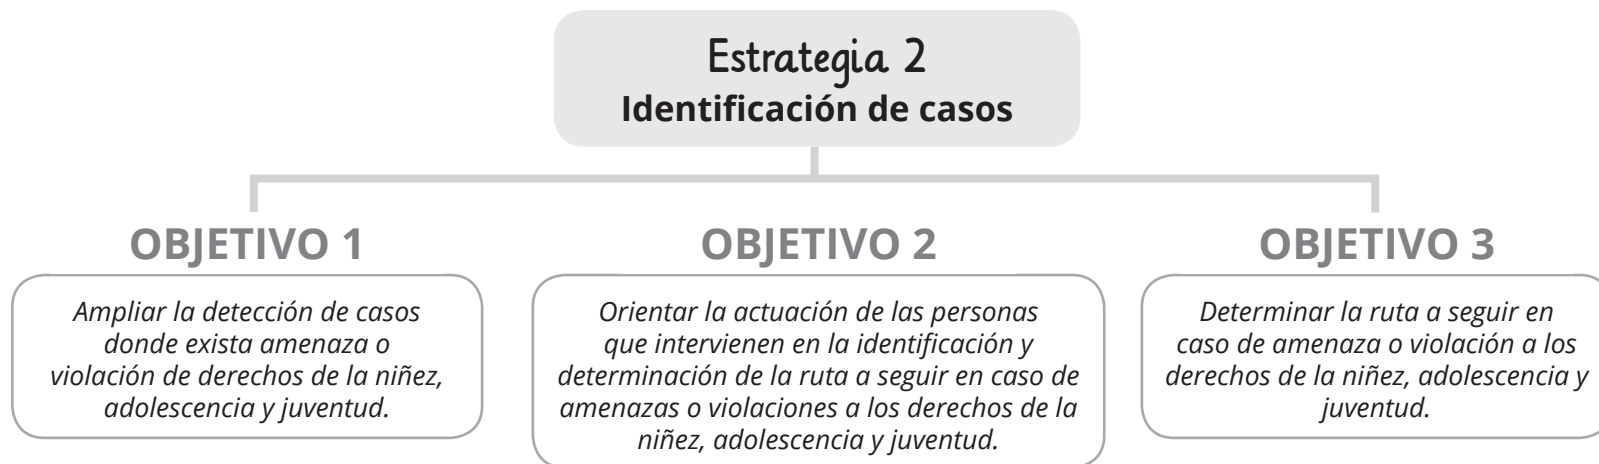 Estrategia 2
Identificación de casos
OBJETIVO 1
Ampliar la detección de casos
donde exista amenaza o
violación de derechos de la niñez,
adolescencia y juventud.
OBJETIVO 2
Orientar la actuación de las personas
que intervienen en la identificación y
determinación de la ruta a seguir en caso de
amenazas o violaciones a los derechos de la
niñez, adolescencia y juventud.
OBJETIVO 3
Determinar la ruta a seguir en
caso de amenaza o violación a los
derechos de la niñez, adolescencia y
juventud.